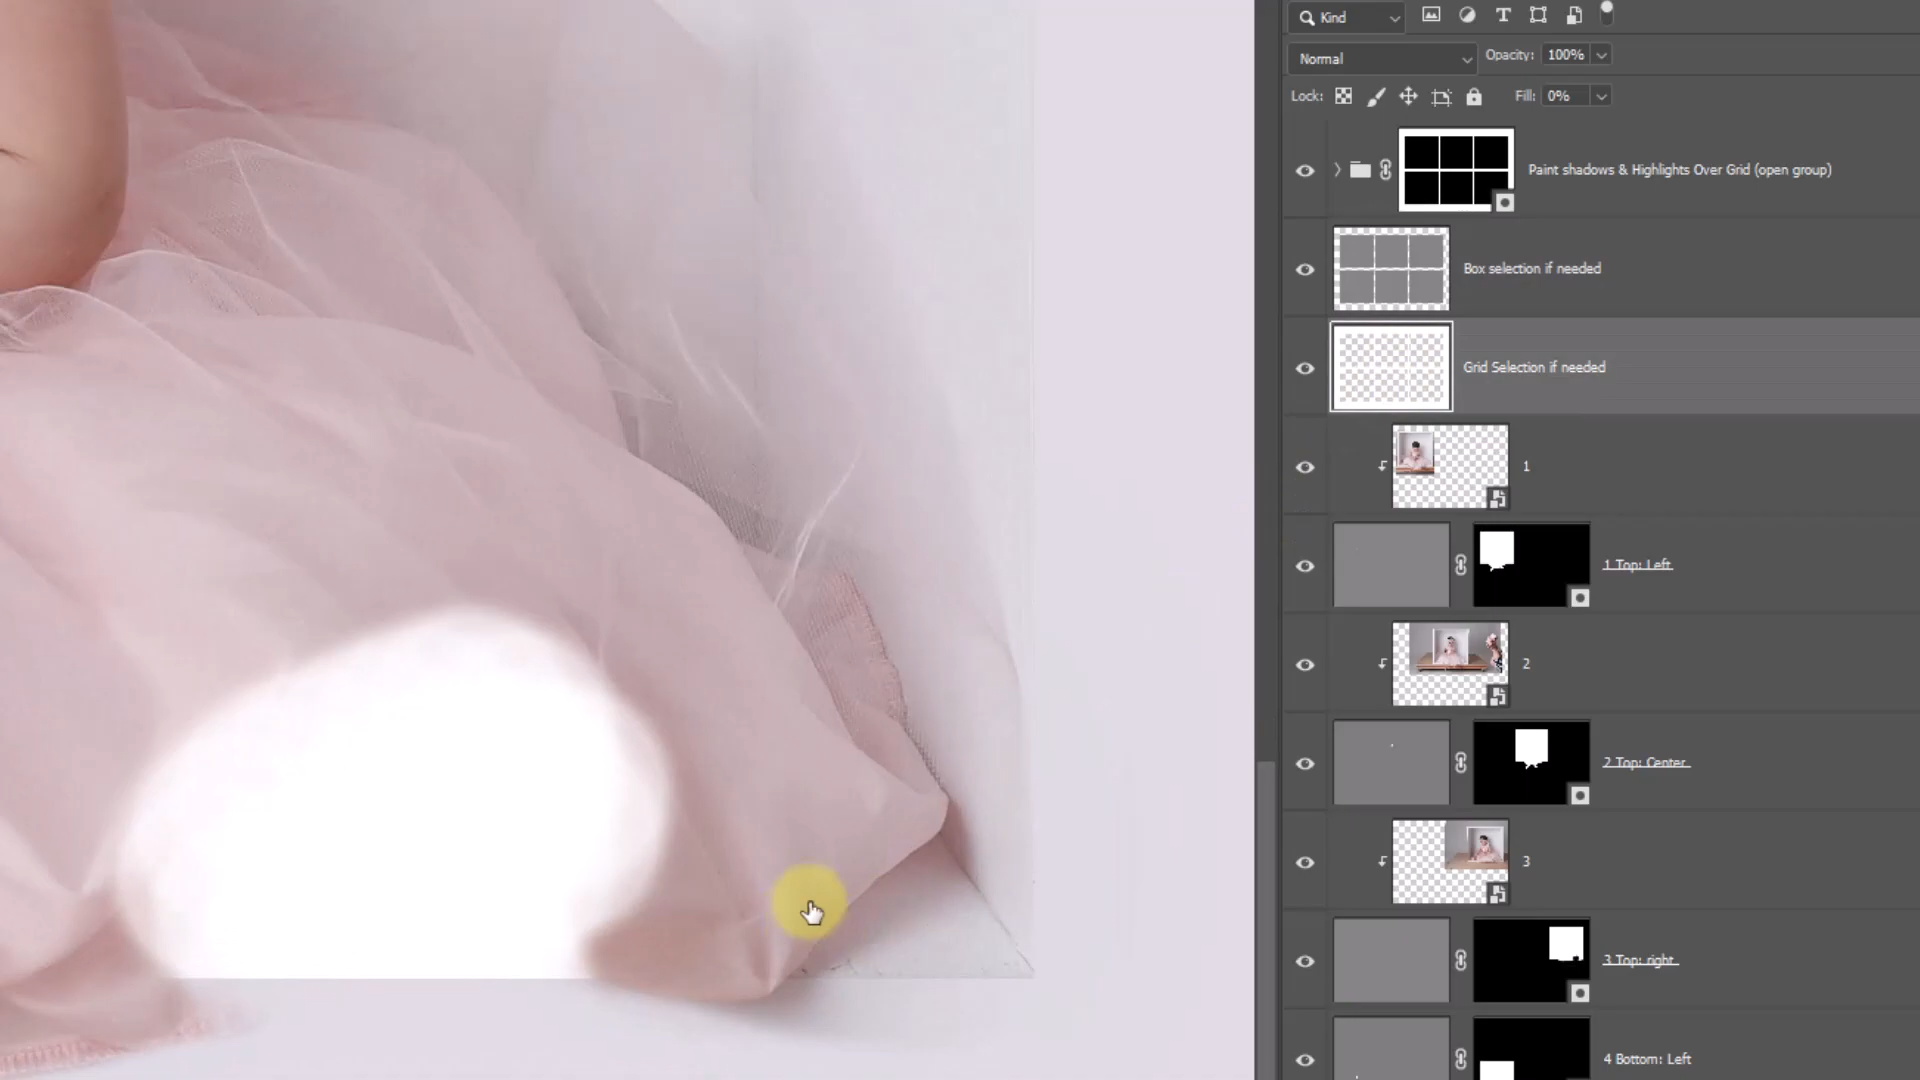 Kind
Normal
Opacity: 100%
Lock:
Fill: 0%
Paint shadows & Highlights Over Grid (open group)
Box selection if needed
Grid Selection if needed
1
1 Top: Left
2
2 Top: Center
3
3 Top: right
4 Bottom: Left